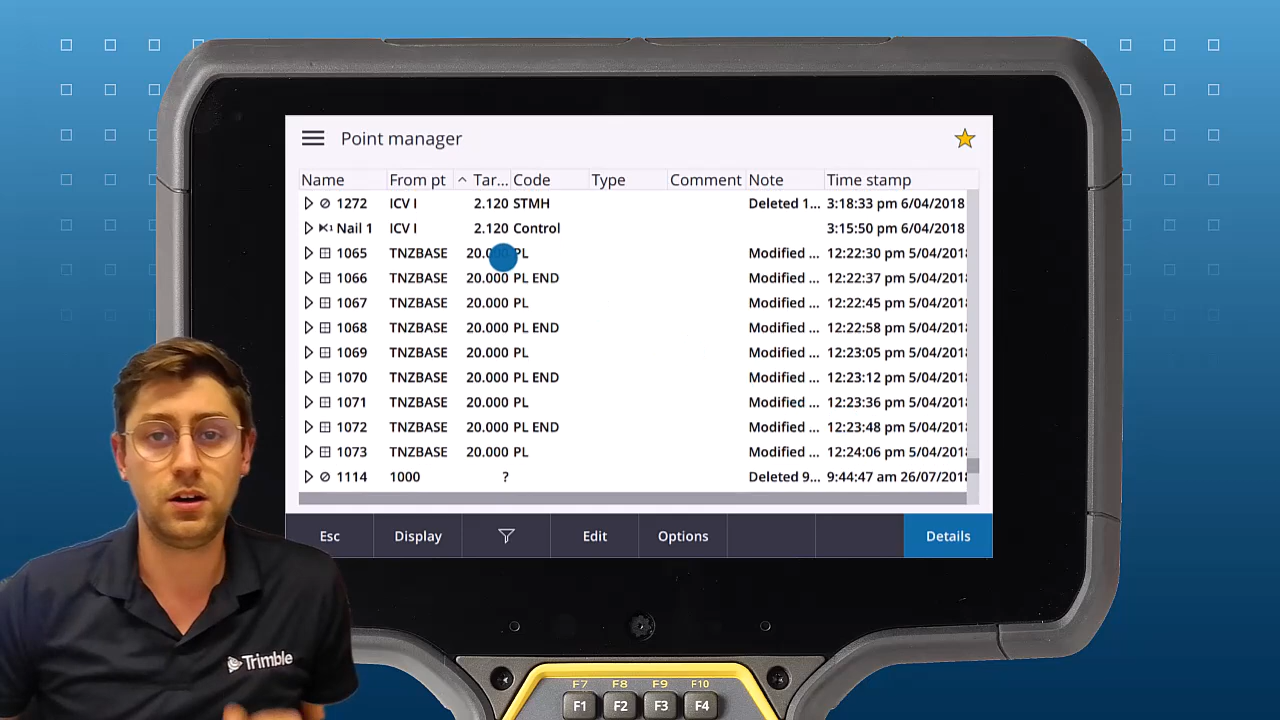 Point manager
Name From pt Tar... Code Type Comment Note Time stamp
1272 ICV I 2.120 STMH Deleted 1... 3:18:33 pm 6/04/2018
Nail 1 ICV I 2.120 Control 3:15:50 pm 6/04/2018
1065 TNZBASE 20.000 PL Modified ... 12:22:30 pm 5/04/201
1066 TNZBASE 20.000 PL END Modified ... 12:22:37 pm 5/04/201
1067 TNZBASE 20.000 PL Modified ... 12:22:45 pm 5/04/201
1068 TNZBASE 20.000 PL END Modified ... 12:22:58 pm 5/04/201
1069 TNZBASE 20.000 PL Modified ... 12:23:05 pm 5/04/201
1070 TNZBASE 20.000 PL END Modified ... 12:23:12 pm 5/04/201
1071 TNZBASE 20.000 PL Modified ... 12:23:36 pm 5/04/201
1072 TNZBASE 20.000 PL END Modified ... 12:23:48 pm 5/04/201
1073 TNZBASE 20.000 PL Modified ... 12:24:06 pm 5/04/201
1114 1000 ? Deleted 9... 9:44:47 am 26/07/201
Esc Display Edit Options Details
Trimble
F7 F8 F9 F10
F1 F2 F3 F4